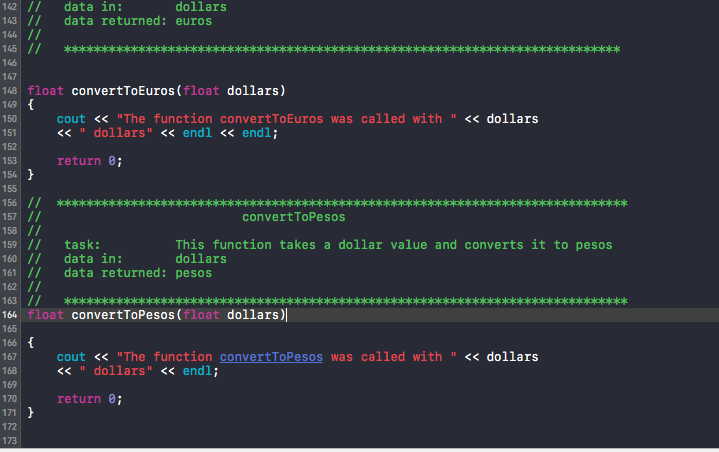 142 //   data in:       dollars
143 //   data returned: euros
144 //
145 //   ***************************************************************************
146
147
148 float convertToEuros(float dollars)
149 {
150     cout << "The function convertToEuros was called with " << dollars
151     << " dollars" << endl << endl;
152
153     return 0;
154 }
155
156 //  *****************************************************************************
157 //                           convertToPesos
158 //
159 //   task:          This function takes a dollar value and converts it to pesos
160 //   data in:       dollars
161 //   data returned: pesos
162 //
163 //   ****************************************************************************
164 float convertToPesos(float dollars)
165
166 {
167     cout << "The function convertToPesos was called with " << dollars
168     << " dollars" << endl;
169
170     return 0;
171 }
172
173